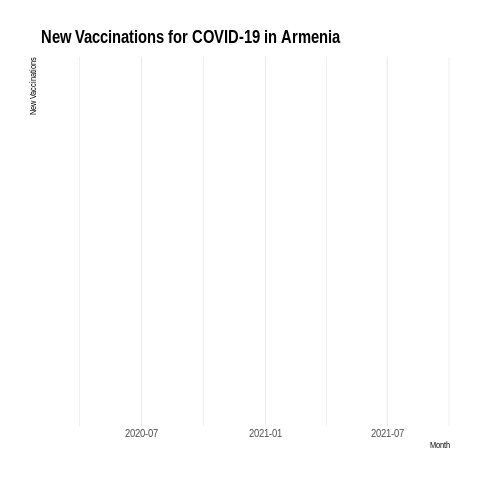 New Vaccinations for COVID-19 in Armenia
New Vaccinations
2020-07
2021-01
2021-07
Month